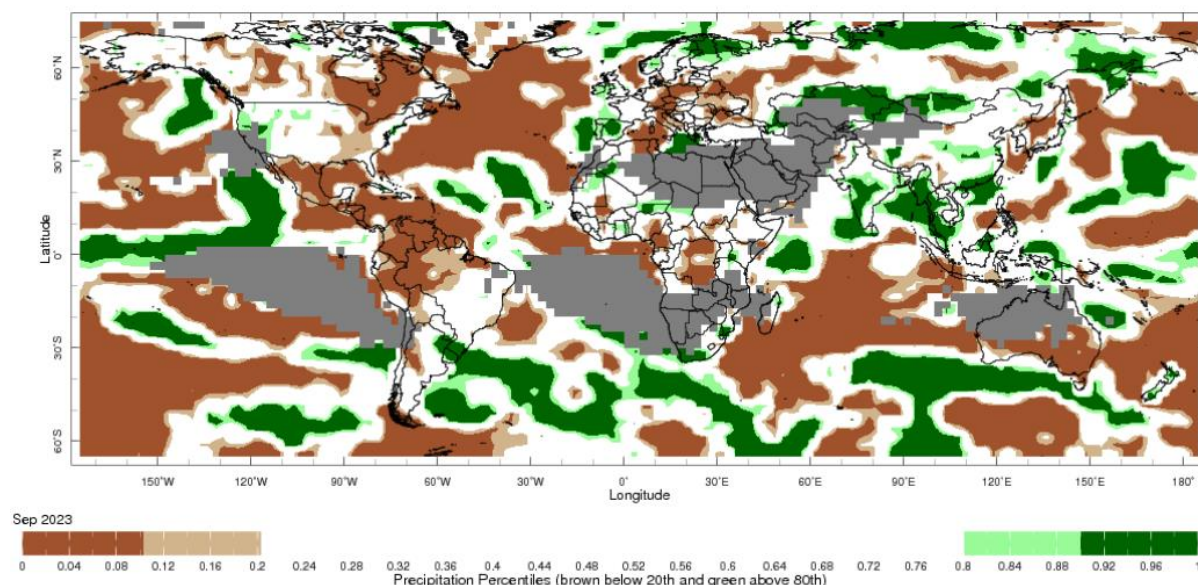 60°N
30°N
Latitude
0°
30°S
60°S
150°W 120°W 90°W 60°W 30°W 0° 30°E 60°E 90°E 120°E 150°E 180°
Longitude
Sep 2023
0 0.04 0.08 0.12 0.16 0.2 0.24 0.28 0.32 0.36 0.4 0.44 0.48 0.52 0.56 0.6 0.64 0.68 0.72 0.76 0.8 0.84 0.88 0.92 0.96 1
Precipitation Percentiles (brown below 20th and green above 80th)